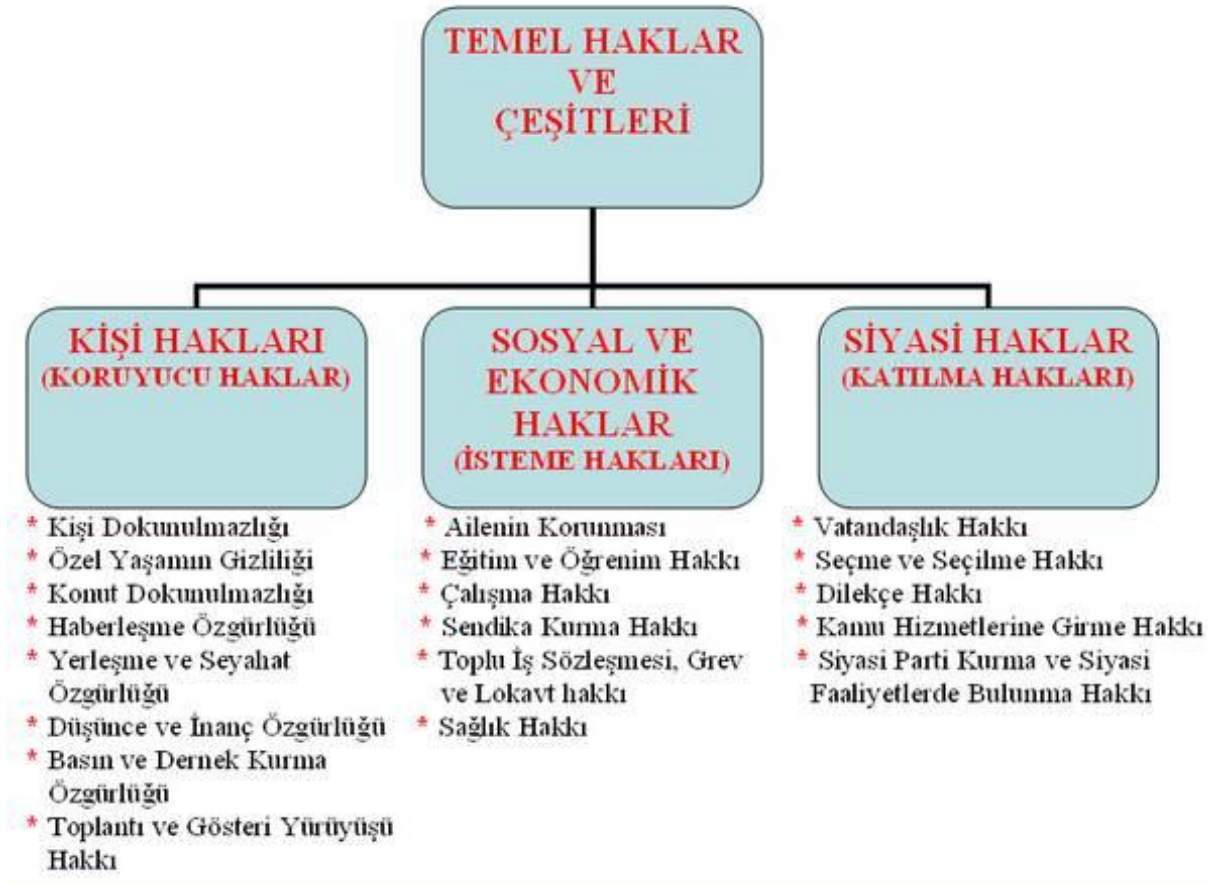 TEMEL HAKLAR
VE
ÇEŞİTLERİ
KİŞİ HAKLARI
(KORUYUCU HAKLAR)
* Kişi Dokunulmazlığı
* Özel Yaşamın Gizliliği
* Konut Dokunulmazlığı
* Haberleşme Özgürlüğü
* Yerleşme ve Seyahat
Özgürlüğü
* Düşünce ve İnanç Özgürlüğü
* Basın ve Dernek Kurma
Özgürlüğü
* Toplantı ve Gösteri Yürüyüşü
Hakkı
SOSYAL VE
EKONOMİK
HAKLAR
(İSTEME HAKLARI)
* Ailenin Korunması
* Eğitim ve Öğrenim Hakkı
* Çalışma Hakkı
* Sendika Kurma Hakkı
* Toplu İş Sözleşmesi, Grev
ve Lokavt hakkı
* Sağlık Hakkı
SİYASİ HAKLAR
(KATILMA HAKLARI)
* Vatandaşlık Hakkı
* Seçme ve Seçilme Hakkı
* Dilekçe Hakkı
* Kamu Hizmetlerine Girme Hakkı
* Siyasi Parti Kurma ve Siyasi
Faaliyetlerde Bulunma Hakkı